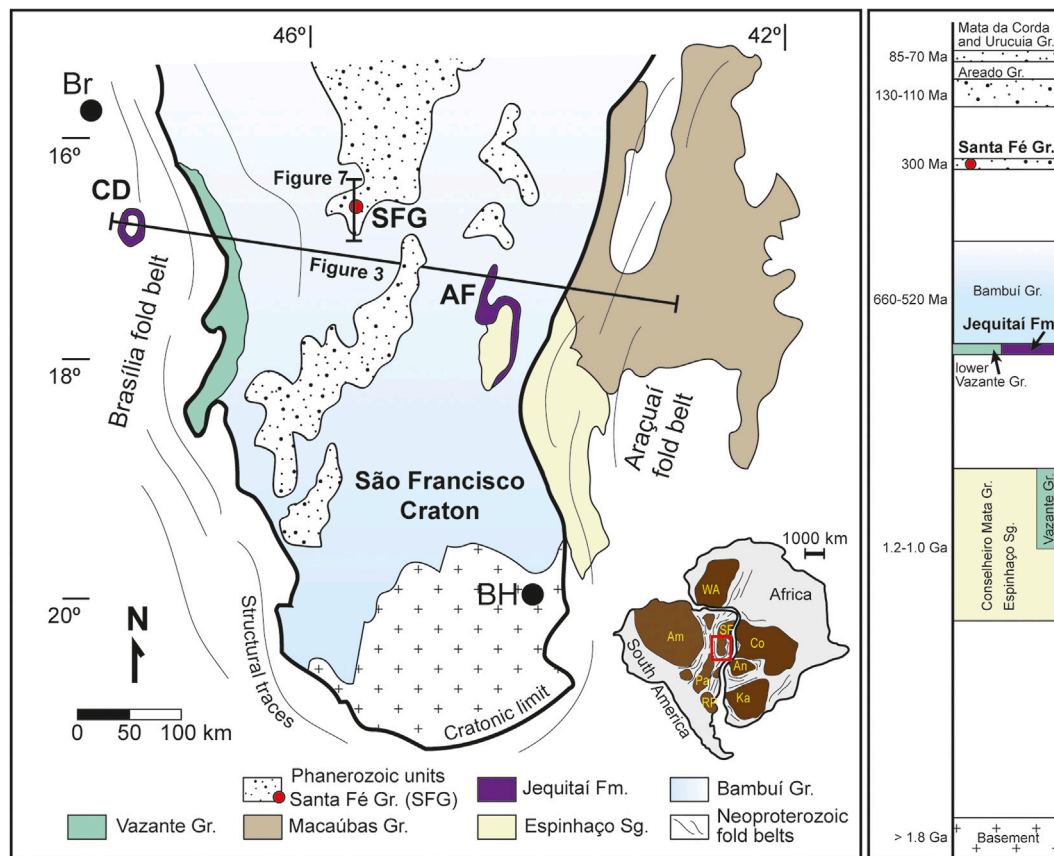 46º
42º
Br
16º
CD
Figure 7
SFG
Figure 3
AF
Brasília fold belt
18º
Araçuaí
fold belt
São Francisco
Craton
BH
20º
N
Structural traces
Cratonic limit
0 50 100 km
1000 km
WA
Africa
Am
SF
Co
An
Pa
Ka
RP
South America
Phanerozoic units
Santa Fé Gr. (SFG)
Jequitaí Fm.
Bambuí Gr.
Vazante Gr.
Macaúbas Gr.
Espinhaço Sg.
Neoproterozoic
fold belts
Mata da Corda
and Urucuia Gr.
85-70 Ma
Areado Gr.
130-110 Ma
Santa Fé Gr.
300 Ma
Bambuí Gr.
660-520 Ma
Jequitaí Fm.
lower
Vazante Gr.
Conselheiro Mata Gr.
Espinhaço Sg.
Vazante Gr.
1.2-1.0 Ga
> 1.8 Ga
Basement